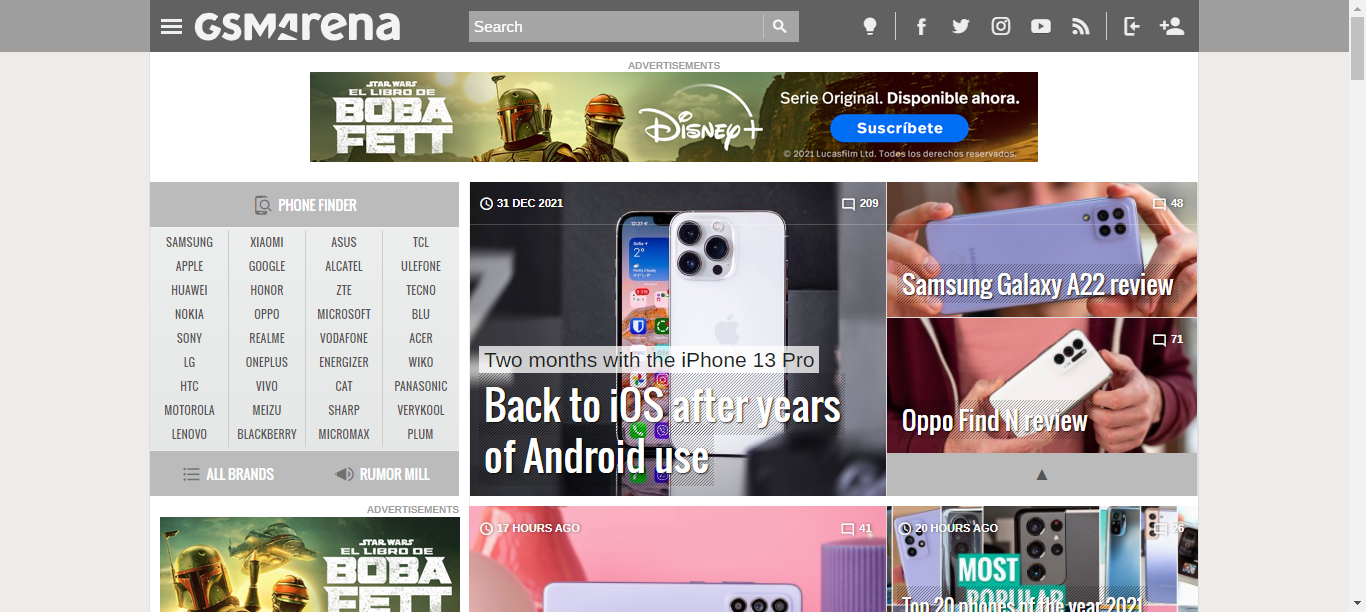 GSMArena
Search
ADVERTISEMENTS
STAR WARS
EL LIBRO DE
BOBA
FETT
Disney+
Serie Original. Disponible ahora.
Suscríbete
© 2021 Lucasfilm Ltd. Todos los derechos reservados.
PHONE FINDER
SAMSUNG XIAOMI ASUS TCL
APPLE GOOGLE ALCATEL ULEFONE
HUAWEI HONOR ZTE TECNO
NOKIA OPPO MICROSOFT BLU
SONY REALME VODAFONE ACER
LG ONEPLUS ENERGIZER WIKO
HTC VIVO CAT PANASONIC
MOTOROLA MEIZU SHARP VERYKOOL
LENOVO BLACKBERRY MICROMAX PLUM
ALL BRANDS RUMOR MILL
31 DEC 2021 209
12:27
2°
Two months with the iPhone 13 Pro
Back to iOS after years
of Android use
48
Samsung Galaxy A22 review
71
Oppo Find N review
ADVERTISEMENTS
STAR WARS
EL LIBRO DE
BOBA
FETT
17 HOURS AGO 41
20 HOURS AGO 26
MOST
POPULAR
Top 20 phones of the year 2021